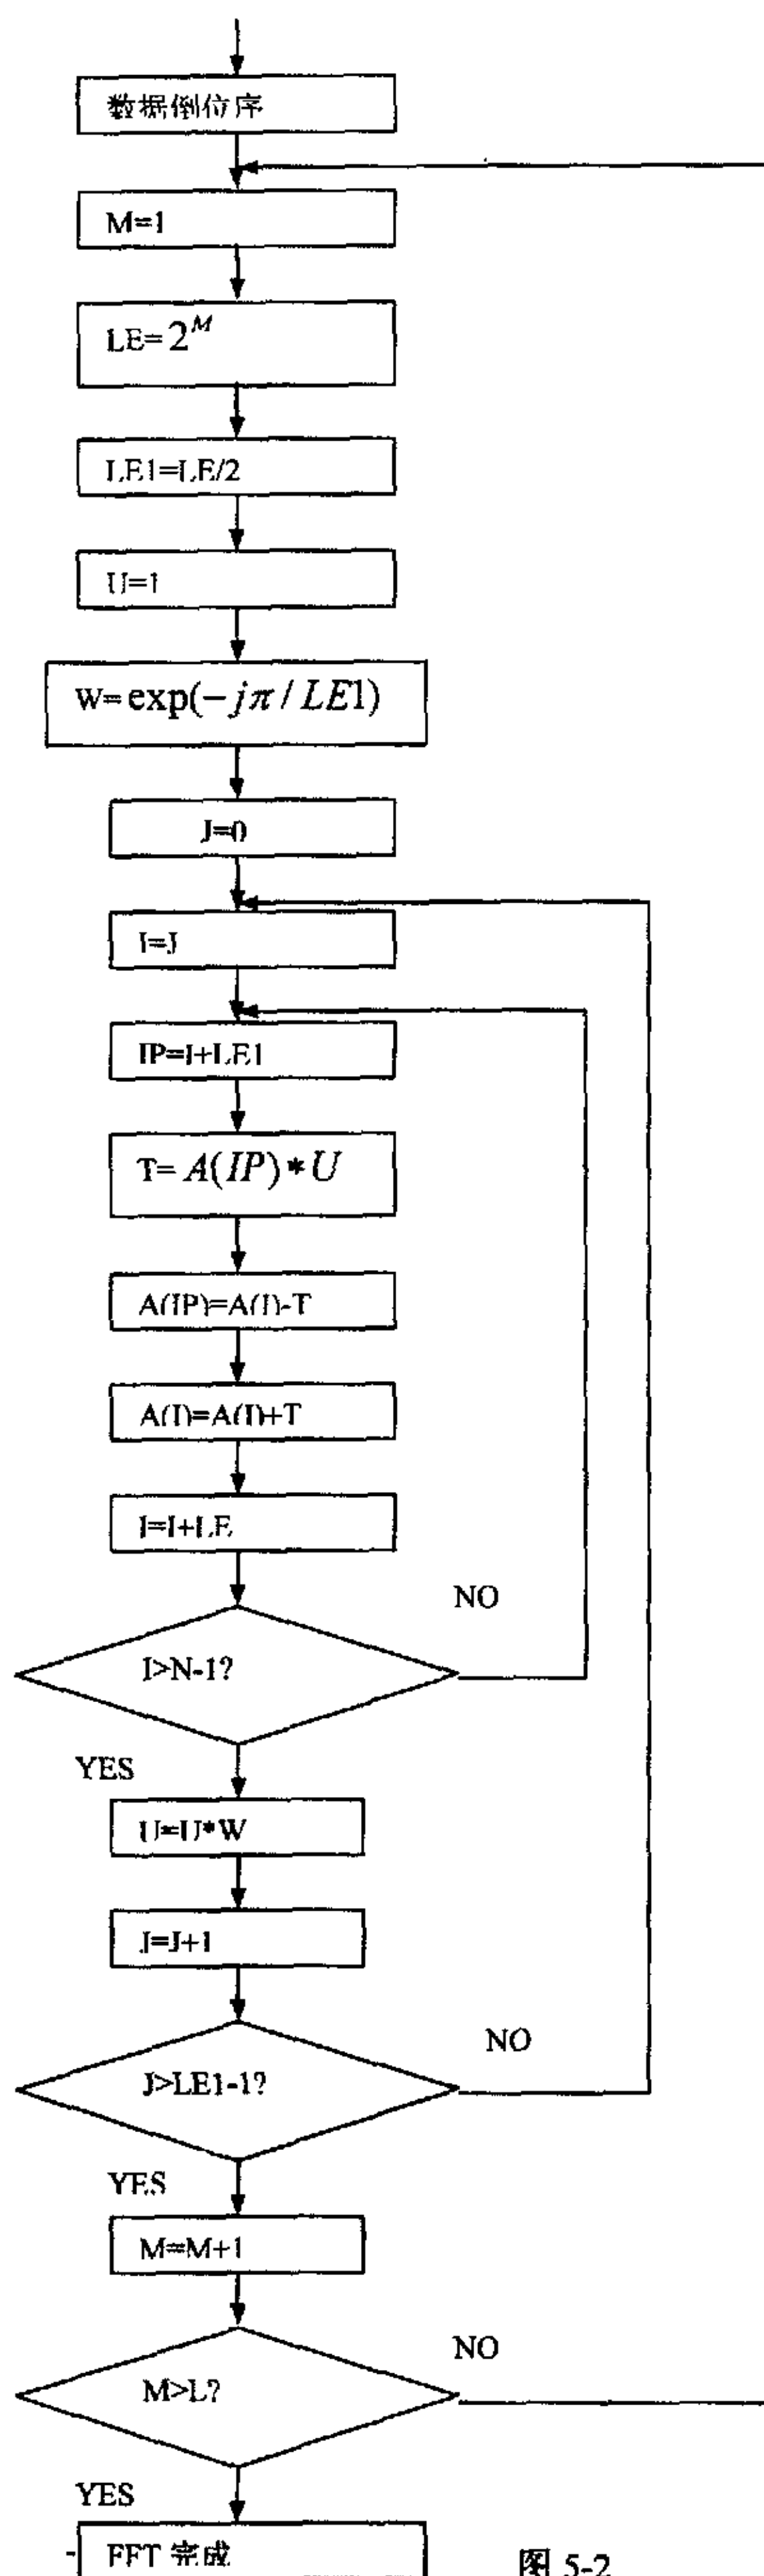 数据倒位序
M=1
LE=2^M
LE1=LE/2
U=1
W=exp(-jπ/LE1)
J=0
I=J
IP=I+LE1
T=A(IP)*U
A(IP)=A(I)-T
A(I)=A(I)+T
I=I+LE
NO
I>N-1?
YES
U=U*W
J=J+1
NO
J>LE1-1?
YES
M=M+1
NO
M>L?
YES
FFT 完成
图 5-2